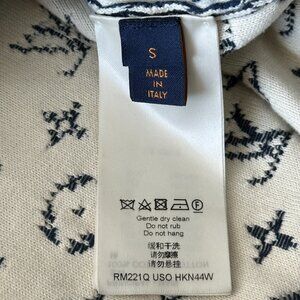 S
MADE
IN
ITALY
Gentle dry clean
Do not rub
Do not hang
缓和干洗
请勿摩擦
请勿悬挂
RM221Q USO HKN44W